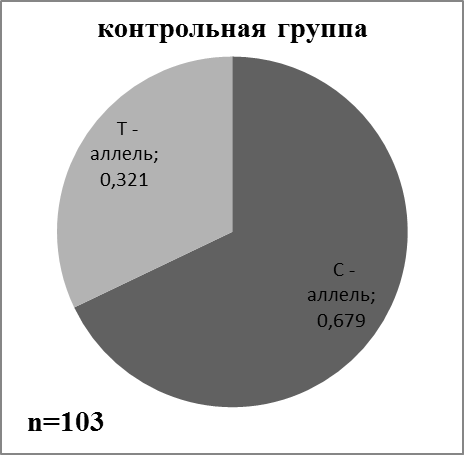 контрольная группа
Т -
аллель;
0,321
С -
аллель;
0,679
n=103